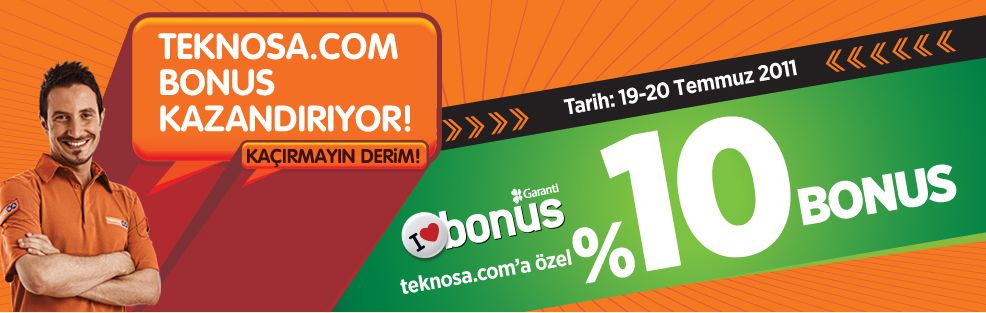 TEKNOSA.COM
BONUS
KAZANDIRIYOR!
KAÇIRMAYIN DERİM!
Tarih: 19-20 Temmuz 2011
Garanti
I bonus
teknosa.com'a özel
%10 BONUS